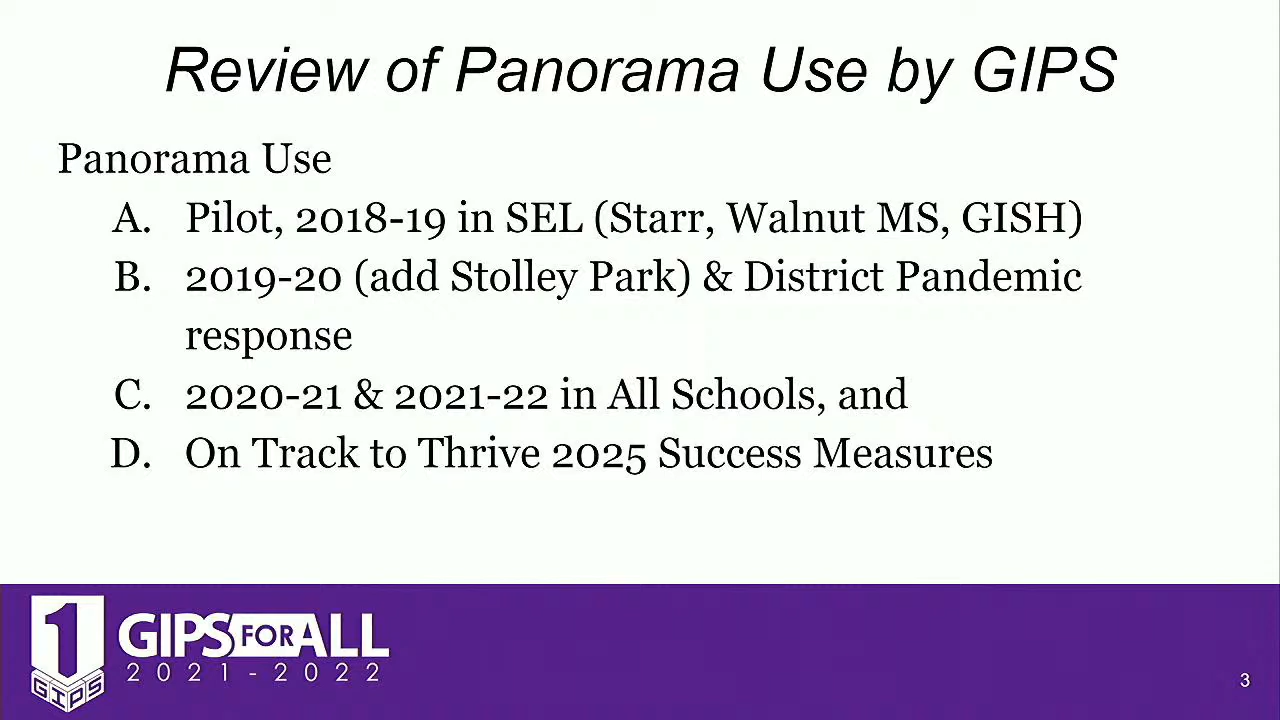 Review of Panorama Use by GIPS
Panorama Use
A. Pilot, 2018-19 in SEL (Starr, Walnut MS, GISH)
B. 2019-20 (add Stolley Park) & District Pandemic
response
C. 2020-21 & 2021-22 in All Schools, and
D. On Track to Thrive 2025 Success Measures
1
GIPS
GIPS FOR ALL
2021-2022
3